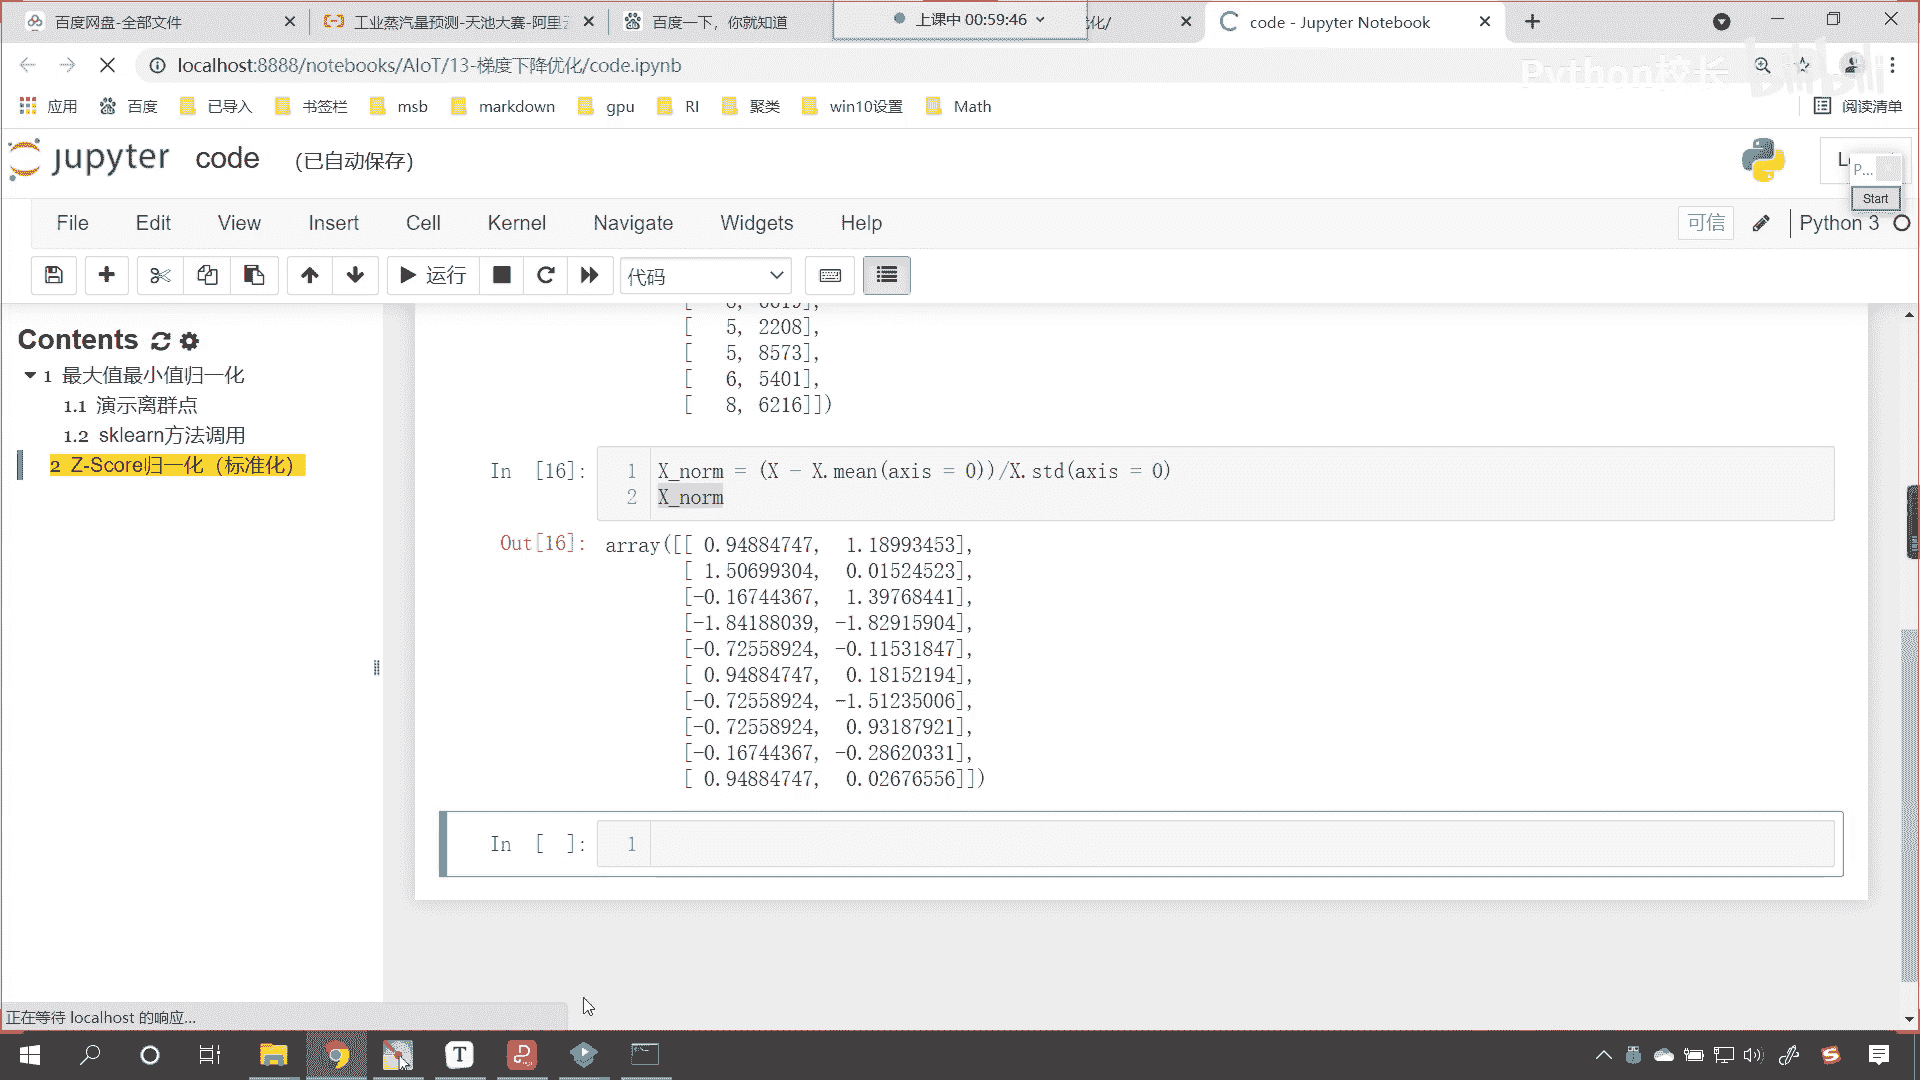 百度网盘-全部文件
工业蒸汽量预测-天池大赛-阿里
百度一下，你就知道
上课中 00:59:46
优化/
code - Jupyter Notebook
localhost:8888/notebooks/AIoT/13-梯度下降优化/code.ipynb
Python校长
bilibili
应用 百度 已导入 书签栏 msb markdown gpu RI 聚类 win10设置 Math 阅读清单
jupyter code (已自动保存)
P...
Start
File Edit View Insert Cell Kernel Navigate Widgets Help 可信 Python 3
运行 代码
Contents
1 最大值最小值归一化
1.1 演示离群点
1.2 sklearn方法调用
2 Z-Score归一化（标准化）
[ 5, 2208],
[ 5, 8573],
[ 6, 5401],
[ 8, 6216]])
In [16]:
1 X_norm = (X - X.mean(axis = 0))/X.std(axis = 0)
2 X_norm
Out[16]: array([[ 0.94884747, 1.18993453],
[ 1.50699304, 0.01524523],
[-0.16744367, 1.39768441],
[-1.84188039, -1.82915904],
[-0.72558924, -0.11531847],
[ 0.94884747, 0.18152194],
[-0.72558924, -1.51235006],
[-0.72558924, 0.93187921],
[-0.16744367, -0.28620331],
[ 0.94884747, 0.02676556]])
In [ ]: 1
正在等待 localhost 的响应...